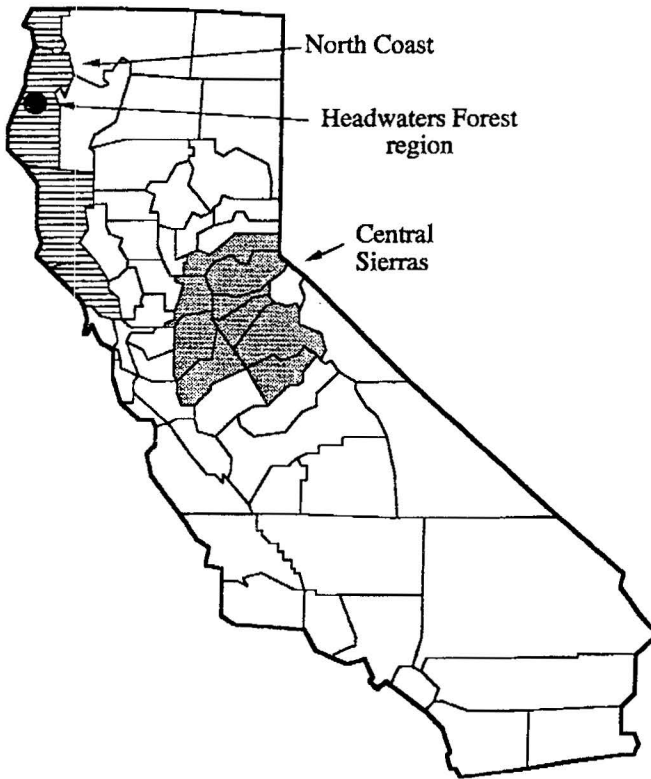 North Coast
Headwaters Forest
region
Central
Sierras